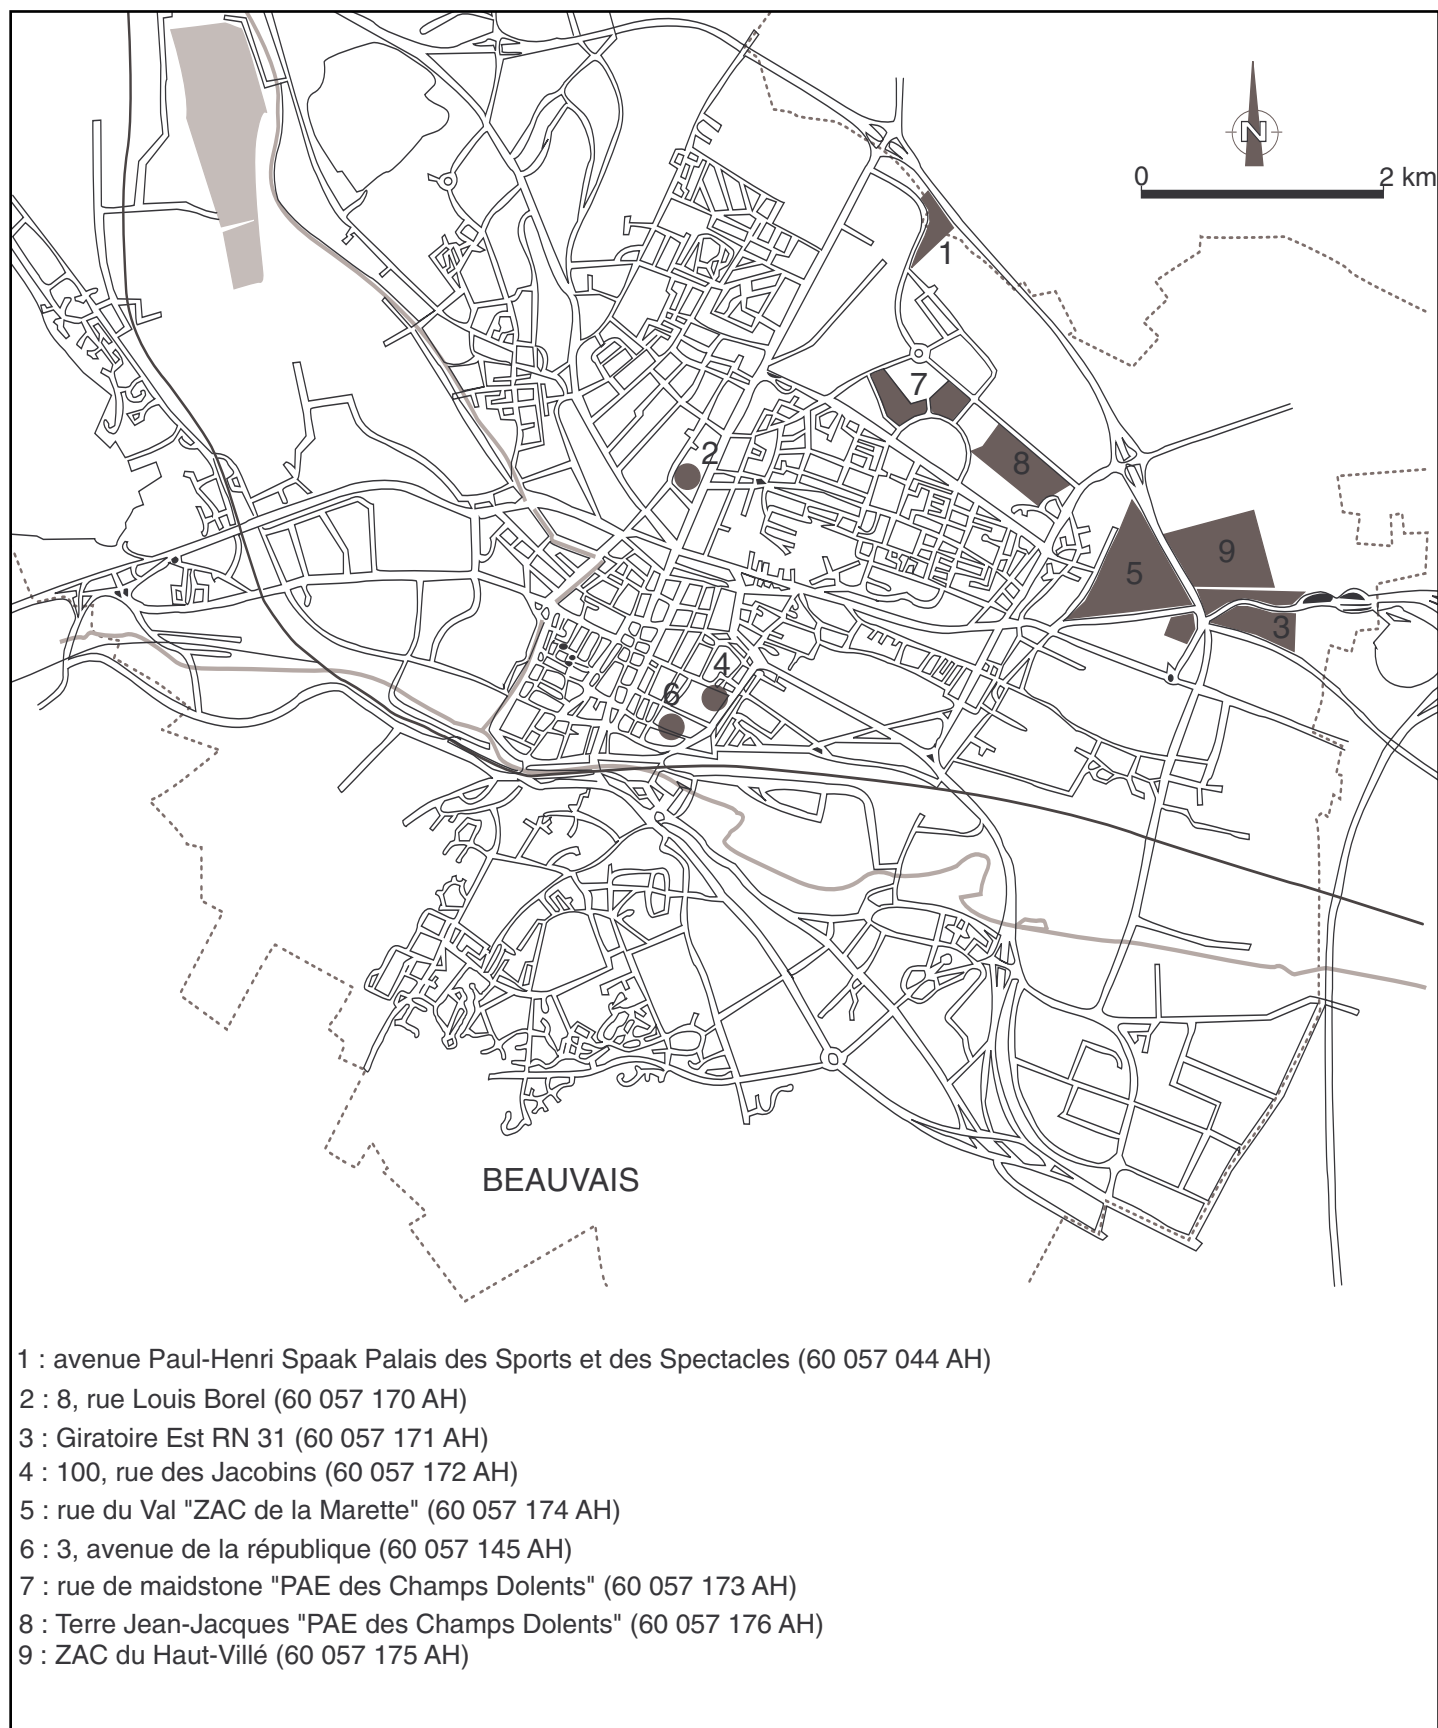 N
0 2 km
1
7
2
8
9
5
3
4
6
BEAUVAIS
1 : avenue Paul-Henri Spaak Palais des Sports et des Spectacles (60 057 044 AH)
2 : 8, rue Louis Borel (60 057 170 AH)
3 : Giratoire Est RN 31 (60 057 171 AH)
4 : 100, rue des Jacobins (60 057 172 AH)
5 : rue du Val "ZAC de la Marette" (60 057 174 AH)
6 : 3, avenue de la république (60 057 145 AH)
7 : rue de maidstone "PAE des Champs Dolents" (60 057 173 AH)
8 : Terre Jean-Jacques "PAE des Champs Dolents" (60 057 176 AH)
9 : ZAC du Haut-Villé (60 057 175 AH)